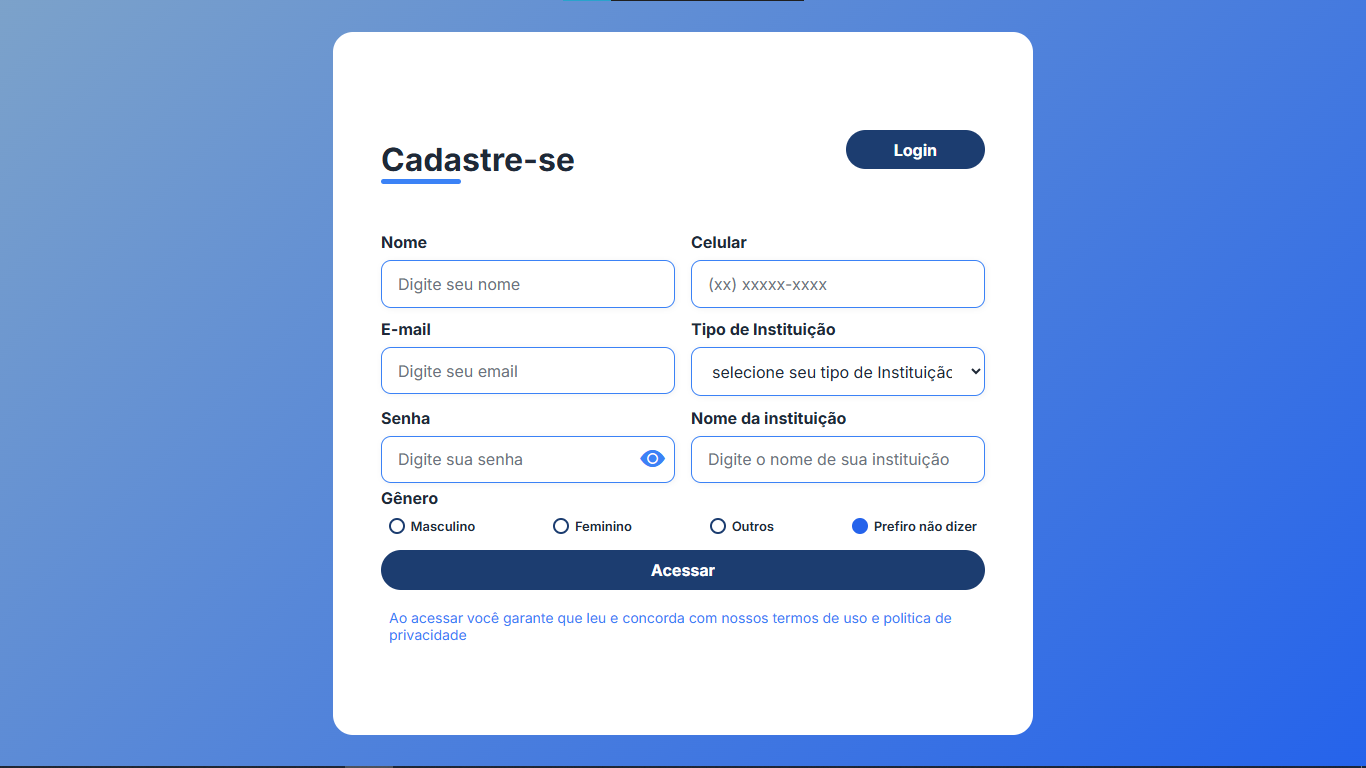 Cadastre-se
Login
Nome
Celular
Digite seu nome
(xx) xxxxx-xxxx
E-mail
Tipo de Instituição
Digite seu email
selecione seu tipo de Instituição
Senha
Nome da instituição
Digite sua senha
Digite o nome de sua instituição
Gênero
Masculino
Feminino
Outros
Prefiro não dizer
Acessar
Ao acessar você garante que leu e concorda com nossos termos de uso e politica de
privacidade